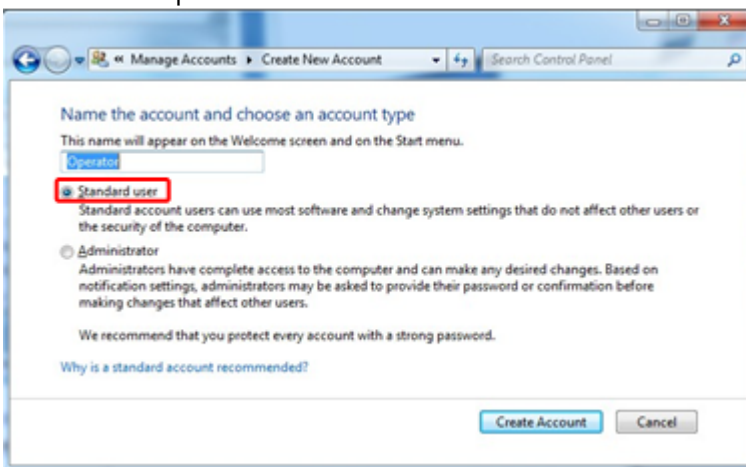 « Manage Accounts ▸ Create New Account
Search Control Panel
Name the account and choose an account type
This name will appear on the Welcome screen and on the Start menu.
Operator
Standard user
Standard account users can use most software and change system settings that do not affect other users or
the security of the computer.
Administrator
Administrators have complete access to the computer and can make any desired changes. Based on
notification settings, administrators may be asked to provide their password or confirmation before
making changes that affect other users.
We recommend that you protect every account with a strong password.
Why is a standard account recommended?
Create Account
Cancel